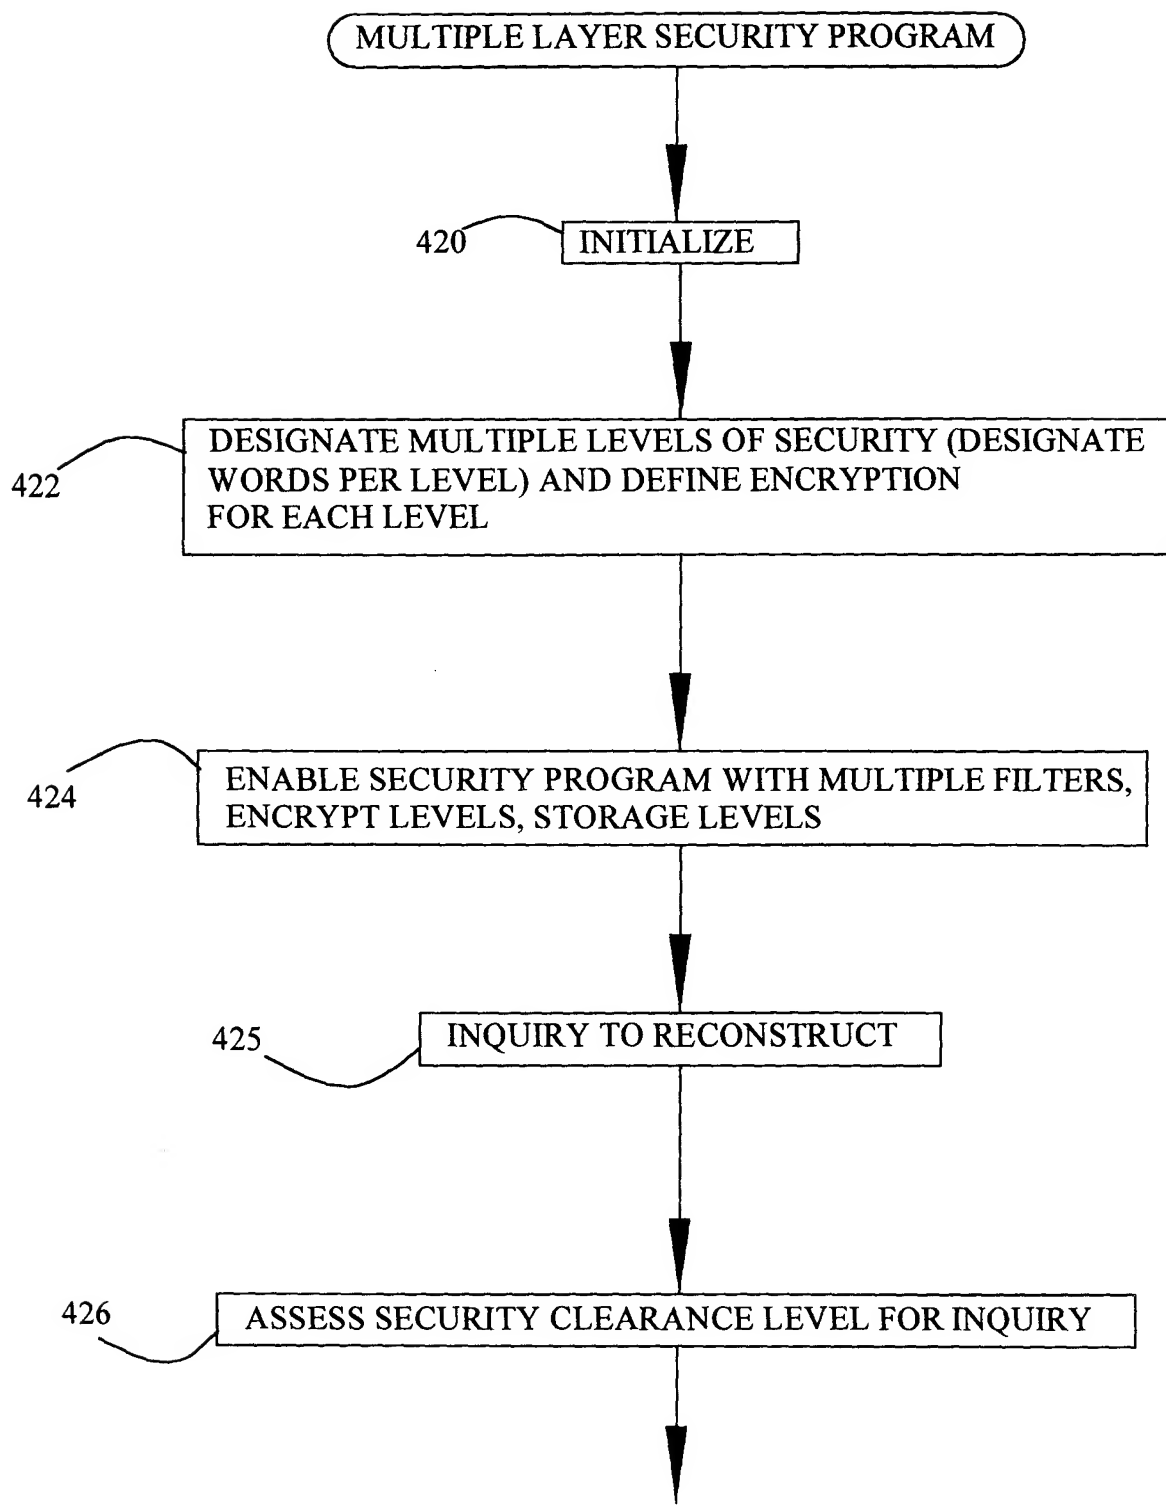 MULTIPLE LAYER SECURITY PROGRAM
420
INITIALIZE
422
DESIGNATE MULTIPLE LEVELS OF SECURITY (DESIGNATE
WORDS PER LEVEL) AND DEFINE ENCRYPTION
FOR EACH LEVEL
424
ENABLE SECURITY PROGRAM WITH MULTIPLE FILTERS,
ENCRYPT LEVELS, STORAGE LEVELS
425
INQUIRY TO RECONSTRUCT
426
ASSESS SECURITY CLEARANCE LEVEL FOR INQUIRY